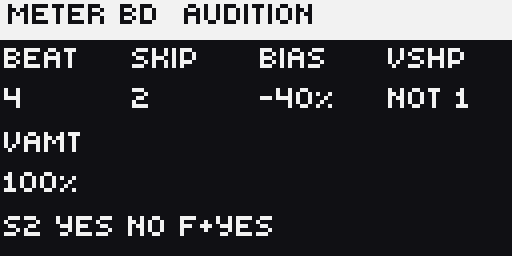 METER BD AUDITION
BEAT SKIP BIAS VSHP
4 2 -40% NOT 1
VAMT
100%
S2 YES NO F+YES